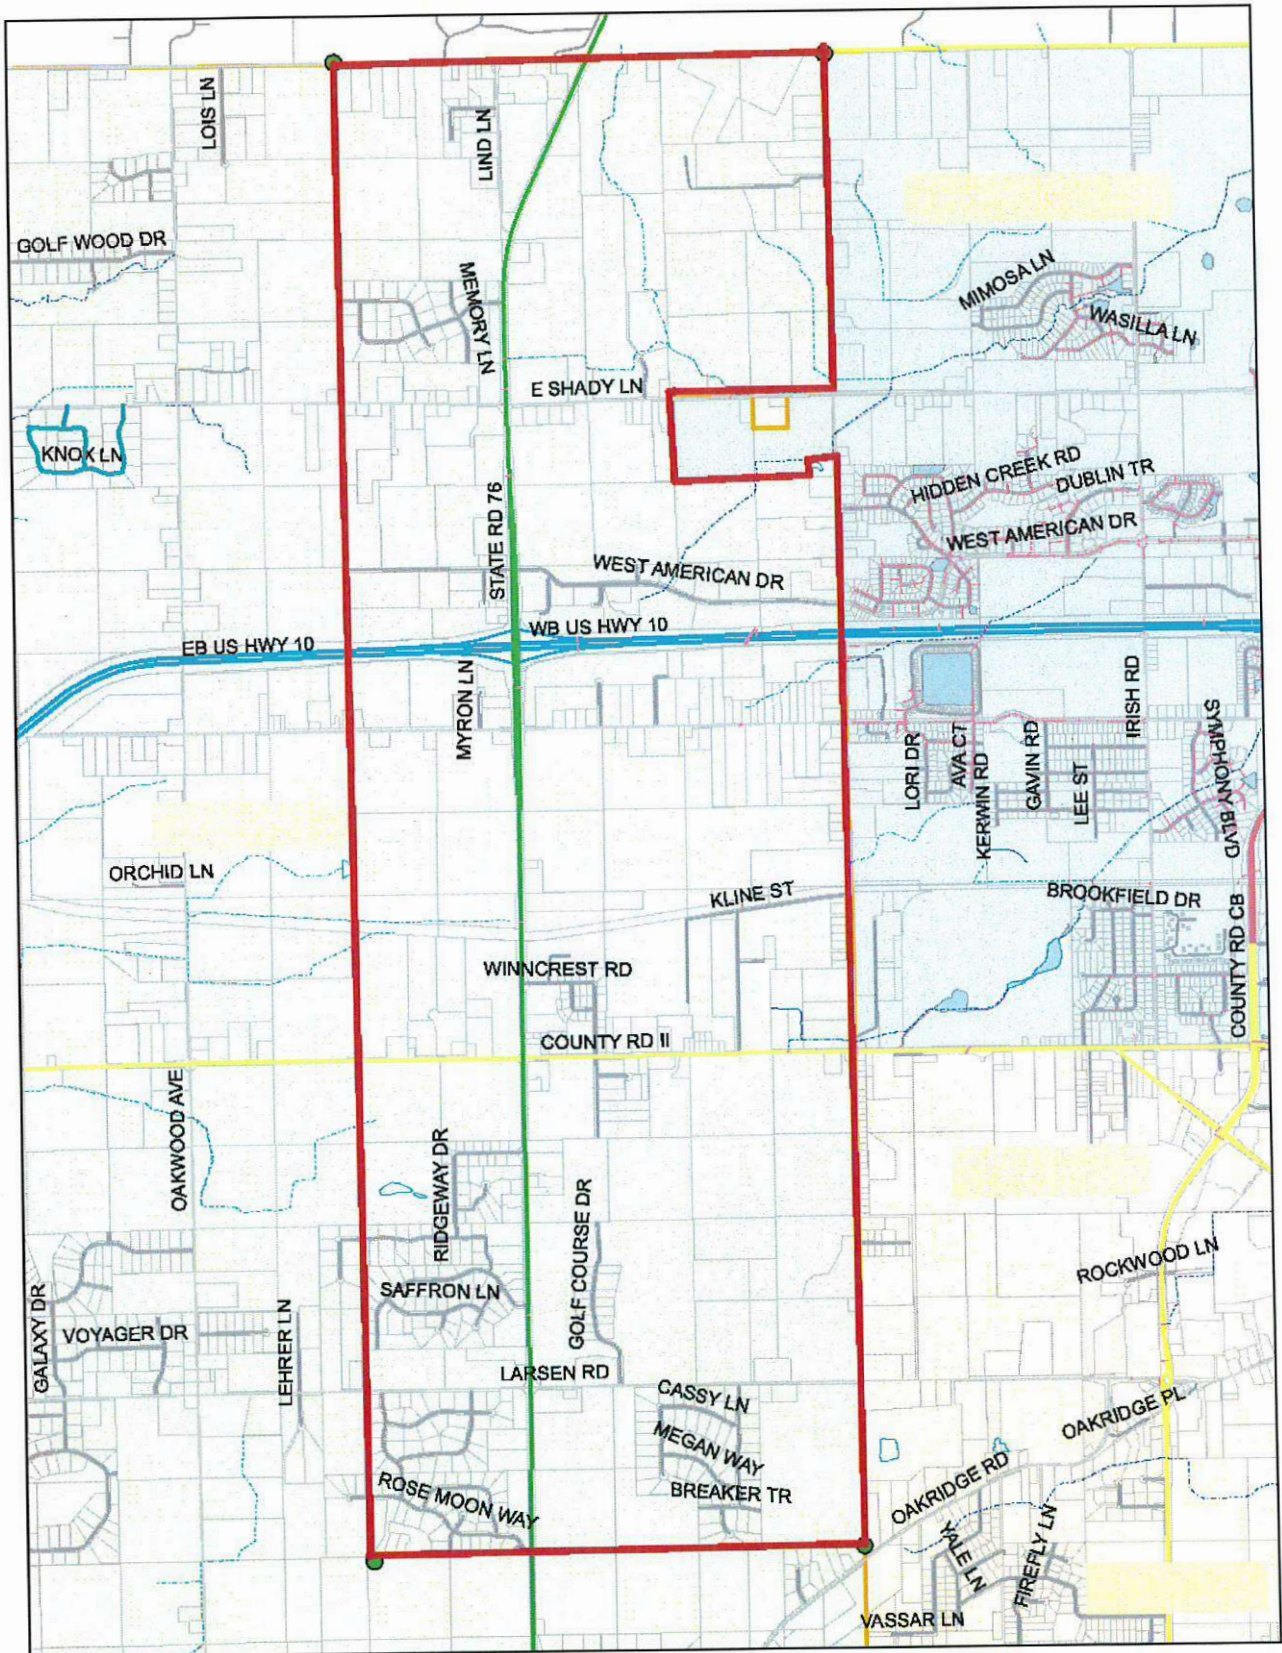 LOIS LN
LIND LN
GOLF WOOD DR
MEMORY LN
MIMOSA LN
WASILLA LN
E SHADY LN
KNOX LN
STATE RD 76
HIDDEN CREEK RD
DUBLIN TR
WEST AMERICAN DR
WEST AMERICAN DR
WB US HWY 10
EB US HWY 10
MYRON LN
LORI DR
AVA CT
KERWIN RD
GAVIN RD
LEE ST
IRISH RD
SYMPHONY BLVD
ORCHID LN
KLINE ST
BROOKFIELD DR
WINNCREST RD
COUNTY RD CB
COUNTY RD II
OAKWOOD AVE
RIDGEWAY DR
GOLF COURSE DR
ROCKWOOD LN
SAFFRON LN
GALAXY DR
VOYAGER DR
LEHRER LN
LARSEN RD
CASSY LN
MEGAN WAY
BREAKER TR
OAKRIDGE PL
OAKRIDGE RD
ROSE MOON WAY
YALE LN
FIREFLY LN
VASSAR LN